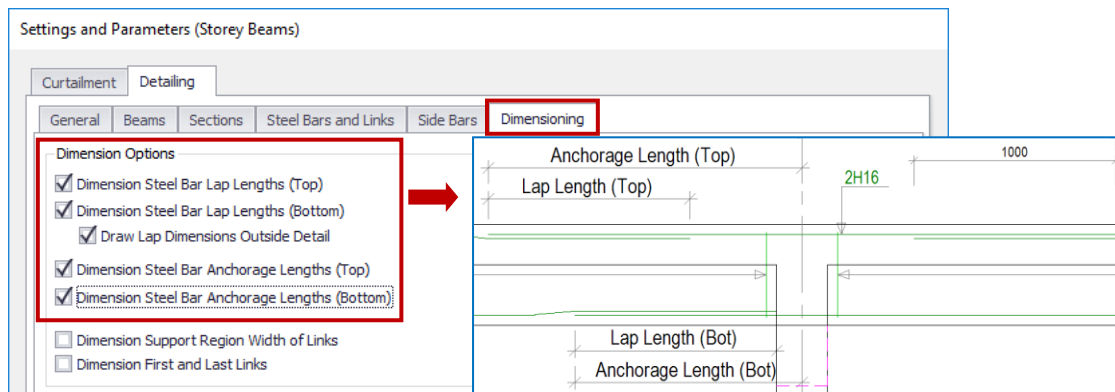 Settings and Parameters (Storey Beams)
Curtailment Detailing
General Beams Sections Steel Bars and Links Side Bars Dimensioning
Dimension Options
Dimension Steel Bar Lap Lengths (Top)
Dimension Steel Bar Lap Lengths (Bottom)
Draw Lap Dimensions Outside Detail
Dimension Steel Bar Anchorage Lengths (Top)
Dimension Steel Bar Anchorage Lengths (Bottom)
Dimension Support Region Width of Links
Dimension First and Last Links
Anchorage Length (Top)
1000
Lap Length (Top)
2H16
Lap Length (Bot)
Anchorage Length (Bot)